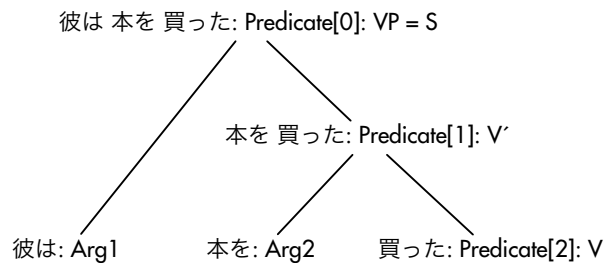 彼は 本を 買った: Predicate[0]: VP = S
本を 買った: Predicate[1]: V´
彼は: Arg1 本を: Arg2 買った: Predicate[2]: V